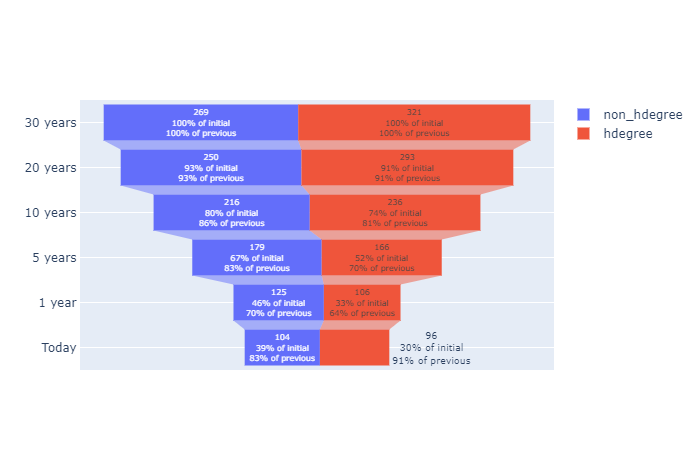 non_hdegree
hdegree
30 years
269
100% of initial
100% of previous
321
100% of initial
100% of previous
20 years
250
93% of initial
93% of previous
293
91% of initial
91% of previous
10 years
216
80% of initial
86% of previous
236
74% of initial
81% of previous
5 years
179
67% of initial
83% of previous
166
52% of initial
70% of previous
1 year
125
46% of initial
70% of previous
106
33% of initial
64% of previous
Today
104
39% of initial
83% of previous
96
30% of initial
91% of previous